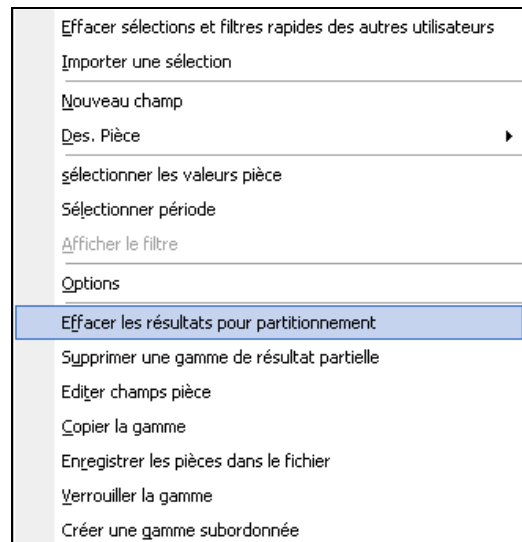 Effacer sélections et filtres rapides des autres utilisateurs
Importer une sélection
Nouveau champ
Des. Pièce
sélectionner les valeurs pièce
Sélectionner période
Afficher le filtre
Options
Effacer les résultats pour partitionnement
Supprimer une gamme de résultat partielle
Editer champs pièce
Copier la gamme
Enregistrer les pièces dans le fichier
Verrouiller la gamme
Créer une gamme subordonnée